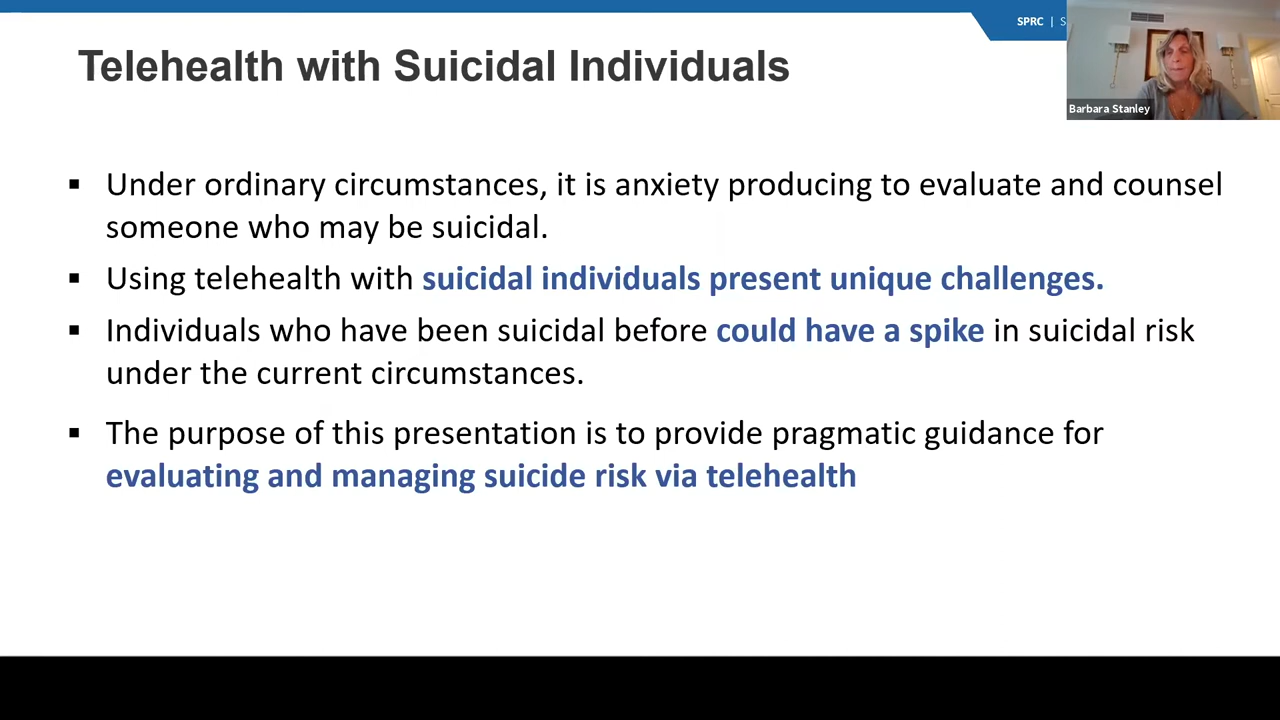 SPRC | S
Telehealth with Suicidal Individuals
Barbara Stanley
▪ Under ordinary circumstances, it is anxiety producing to evaluate and counsel
someone who may be suicidal.
▪ Using telehealth with suicidal individuals present unique challenges.
▪ Individuals who have been suicidal before could have a spike in suicidal risk
under the current circumstances.
▪ The purpose of this presentation is to provide pragmatic guidance for
evaluating and managing suicide risk via telehealth